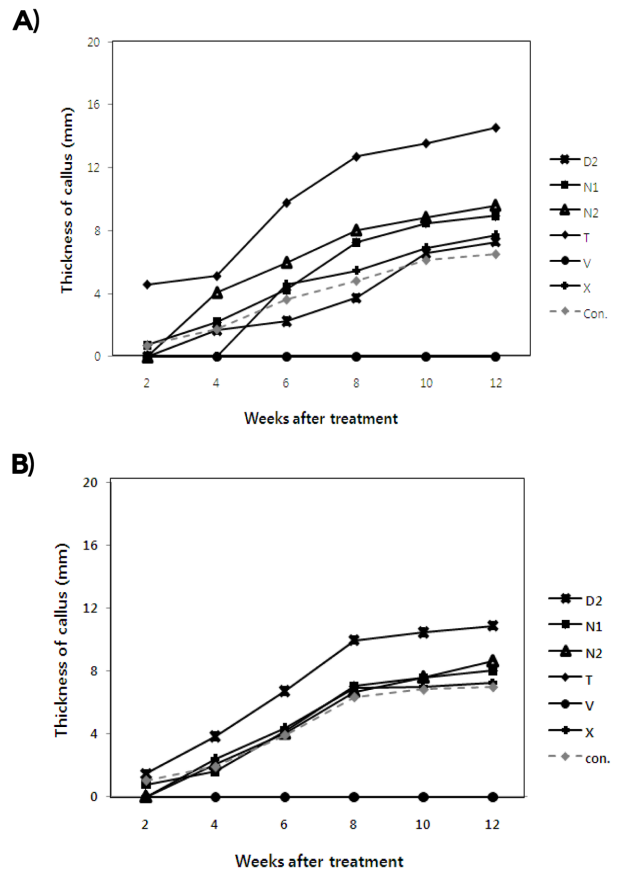 A)
20
16
12
8
4
0
Thickness of callus (mm)
2 4 6 8 10 12
Weeks after treatment
D2
N1
N2
T
V
X
Con.
B)
20
16
12
8
4
0
Thickness of callus (mm)
2 4 6 8 10 12
Weeks after treatment
D2
N1
N2
T
V
X
con.